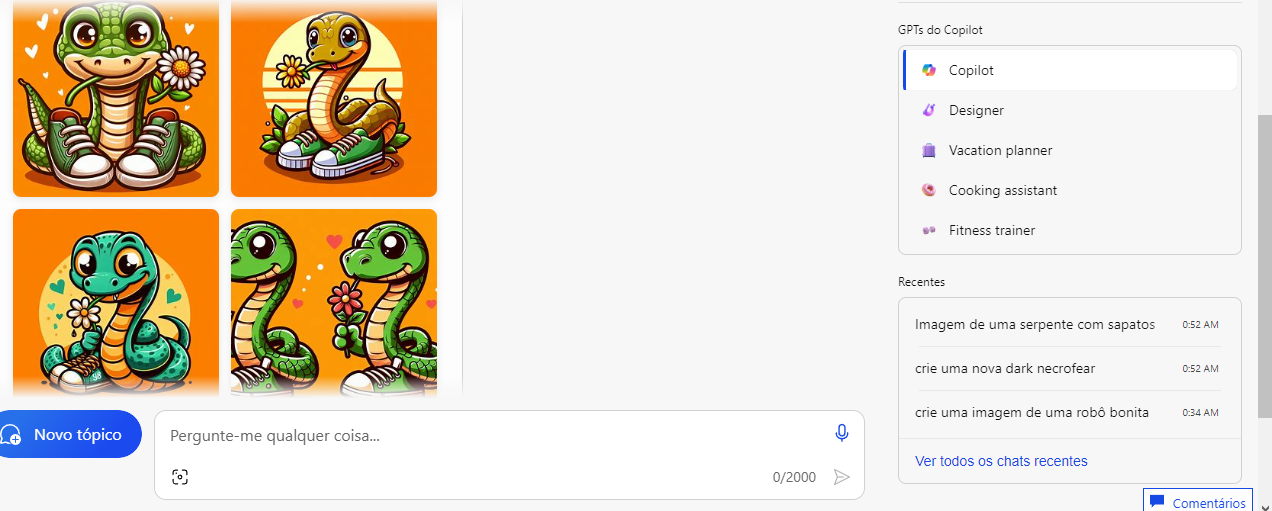 GPTs do Copilot
Copilot
Designer
Vacation planner
Cooking assistant
Fitness trainer
Recentes
Imagem de uma serpente com sapatos 0:52 AM
crie uma nova dark necrofear 0:52 AM
crie uma imagem de uma robô bonita 0:34 AM
Ver todos os chats recentes
Novo tópico
Pergunte-me qualquer coisa...
0/2000
Comentários